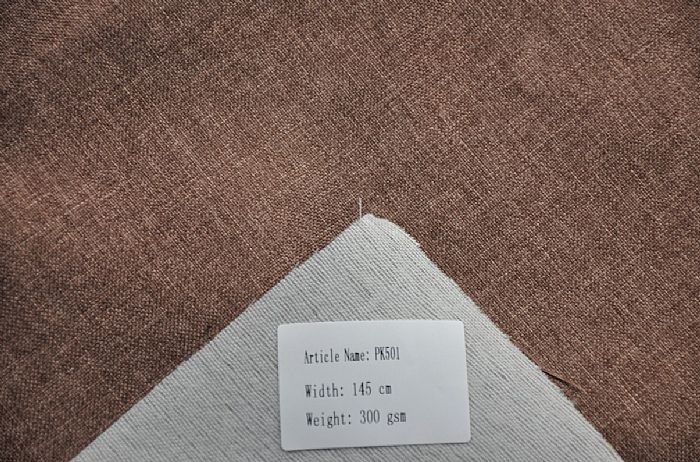 Article Name: PK501
Width: 145 cm
Weight: 300 gsm